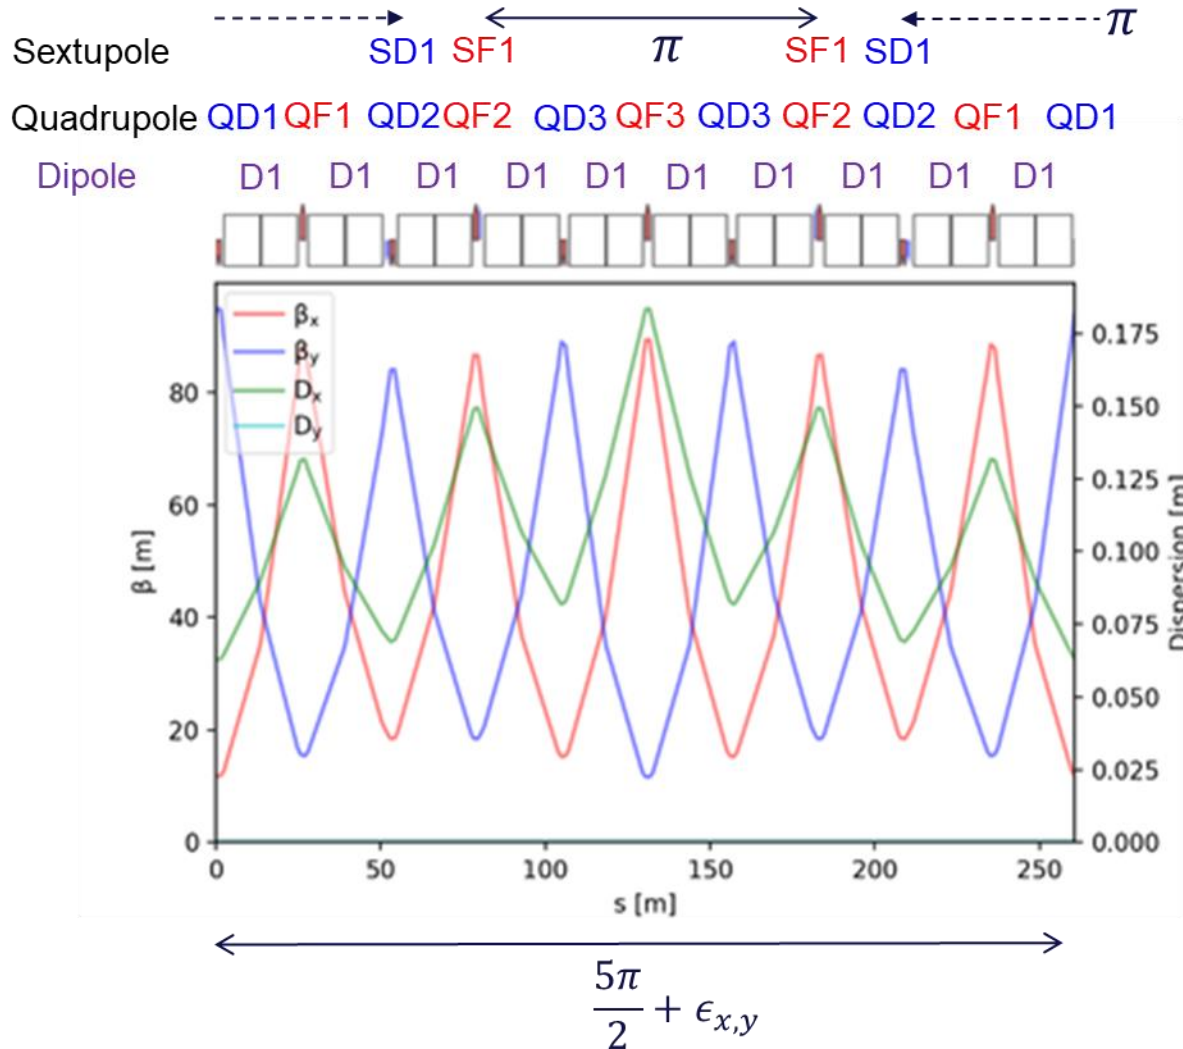 π
Sextupole SD1 SF1 π SF1 SD1
Quadrupole QD1 QF1 QD2 QF2 QD3 QF3 QD3 QF2 QD2 QF1 QD1
Dipole D1 D1 D1 D1 D1 D1 D1 D1 D1 D1
βx
βy
Dx
Dy
80
60
40
20
0
β [m]
0.175
0.150
0.125
0.100
0.075
0.050
0.025
0.000
Dispersion [m]
0 50 100 150 200 250
s [m]
5π/2 + ϵx,y